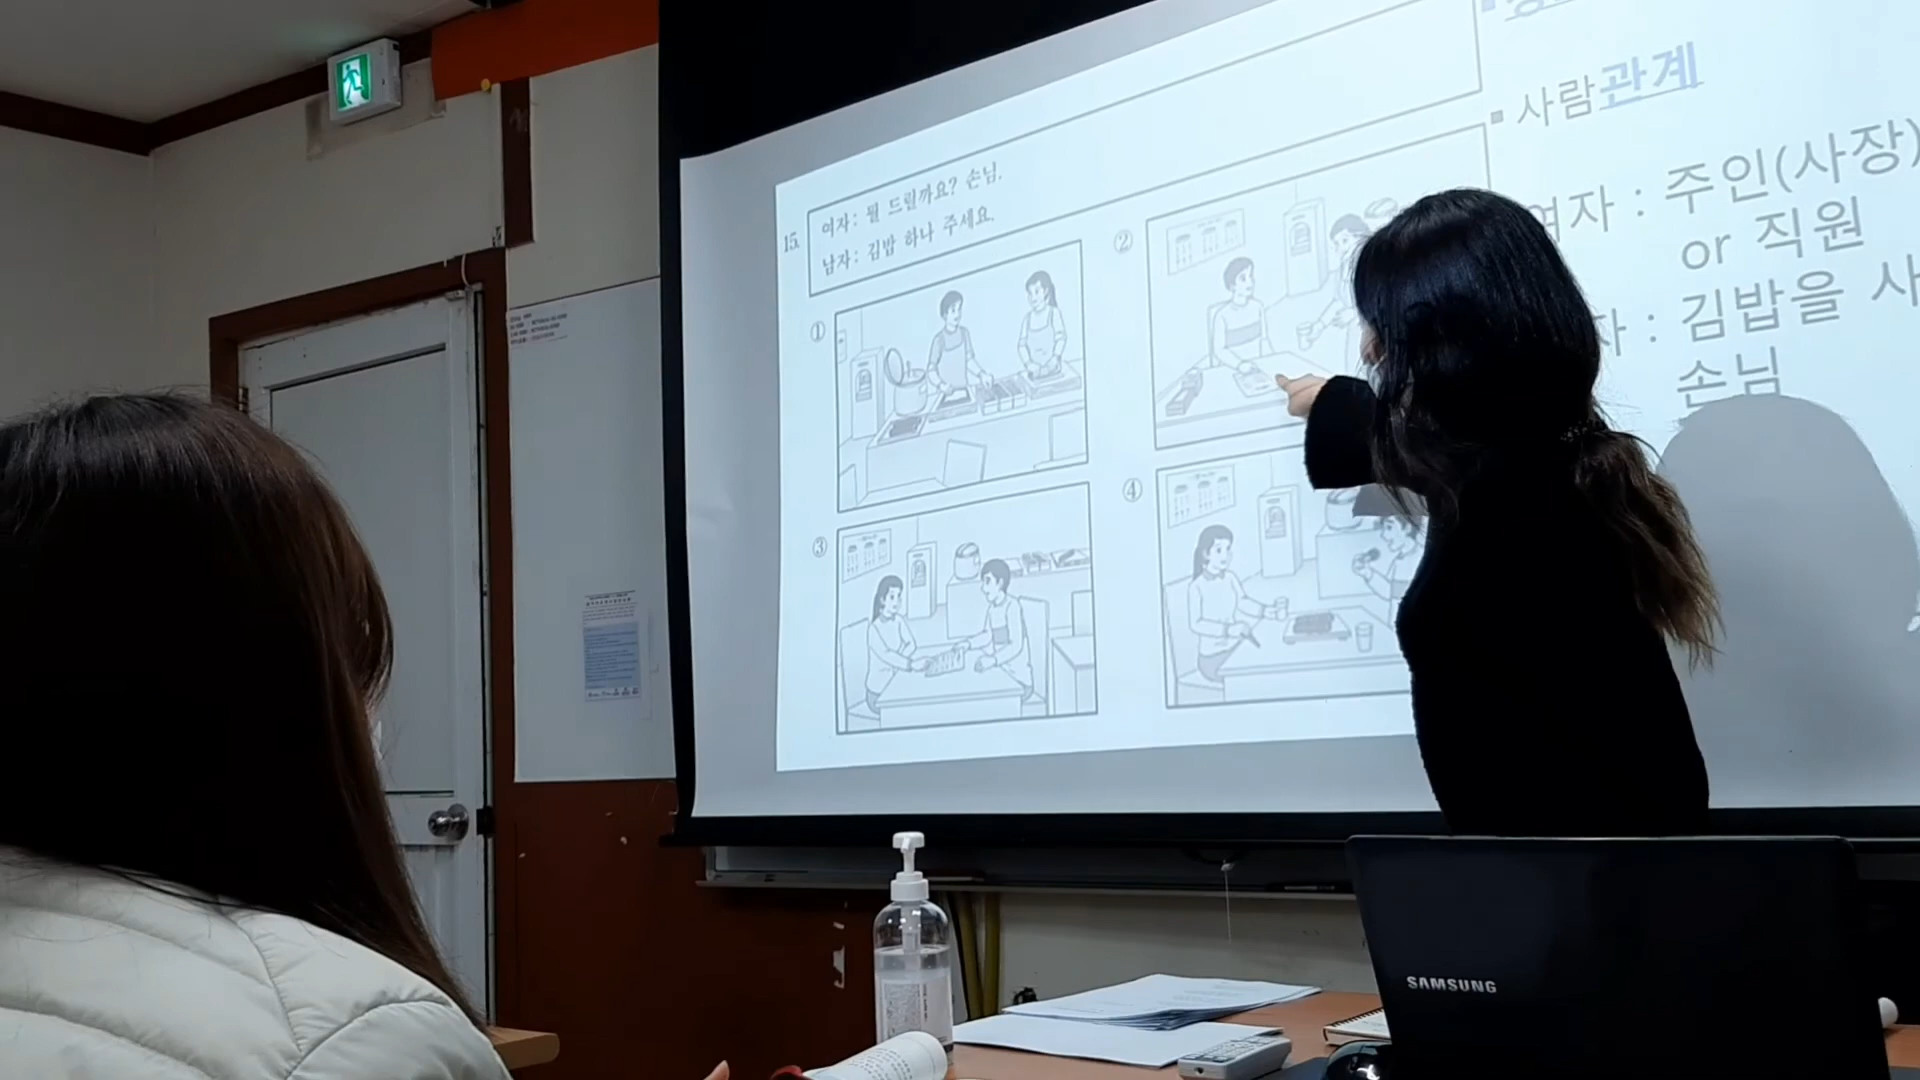 15.
여자: 뭘 드릴까요? 손님.
남자: 김밥 하나 주세요.
①
②
③
④
▪ 사람관계
여자 : 주인(사장)
or 직원
자 : 김밥을 사
손님
SAMSUNG